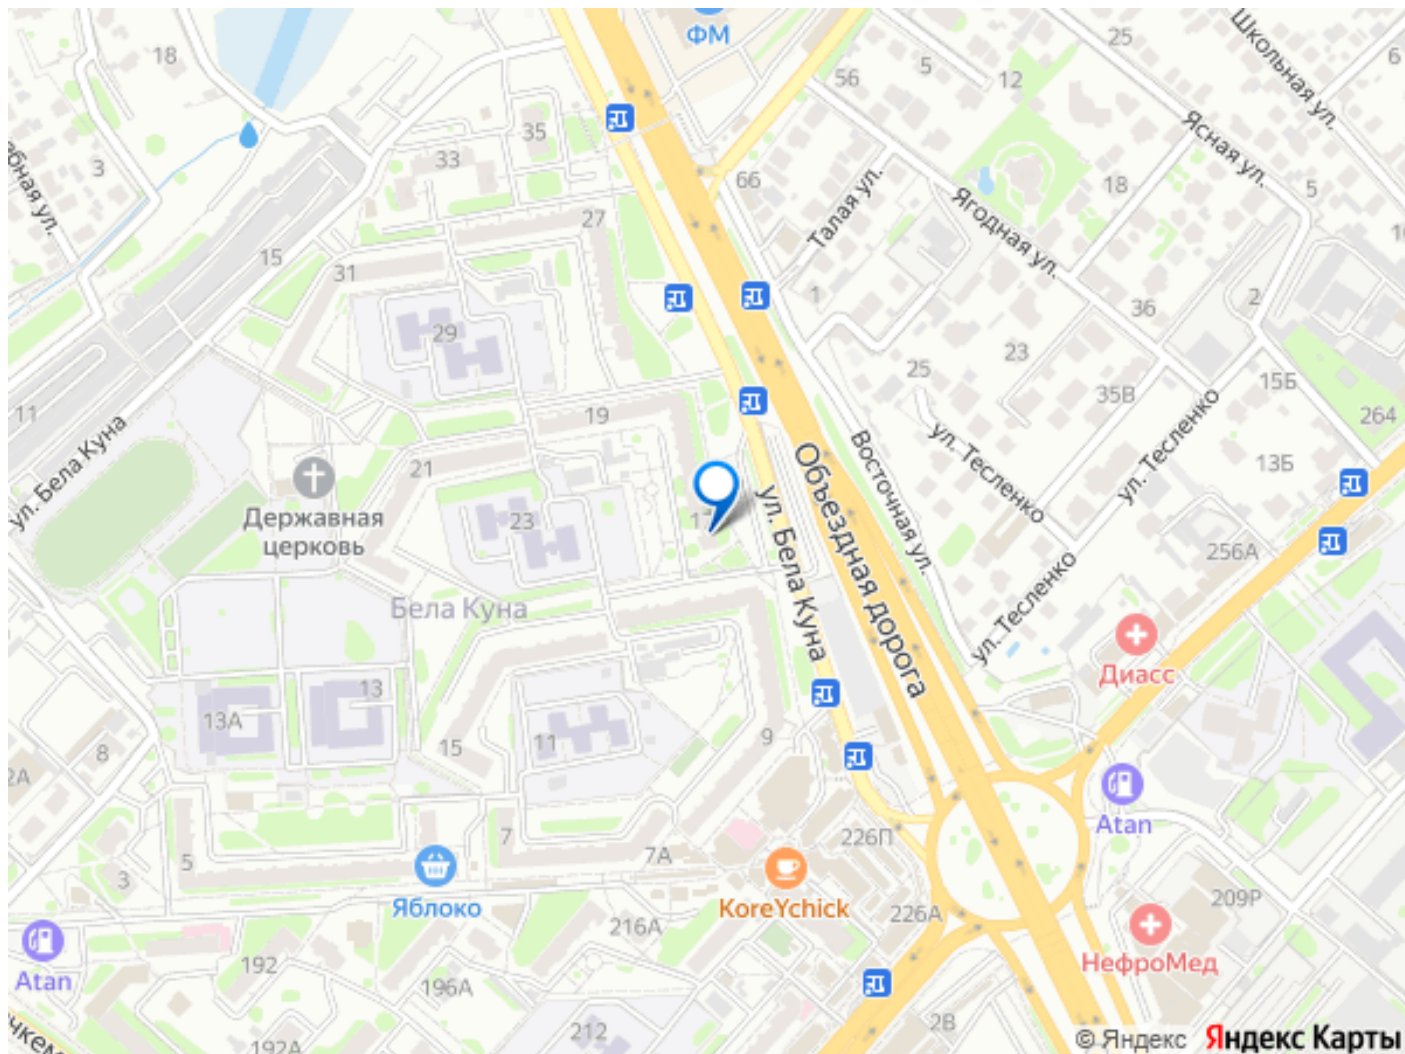 ФМ
18
25
Школьная ул.
6
56
5
12
35
33
3
Ясная ул.
66
18
5
Талая ул.
Ягодная ул.
27
15
31
1
2
36
29
23
25
35В
15Б
264
11
19
ул. Бела Куна
21
ул. Тесленко
ул. Тесленко
13Б
Восточная ул.
Объездная дорога
ул. Бела Куна
Державная
церковь
23
256А
Бела Куна
ул. Тесленко
Диасс
13
13А
8
15
11
9
Atan
226П
7
7А
5
3
Яблоко
KoreYchick
226А
209Р
216А
Atan
192
196А
НефроМед
212
192А
2В
© Яндекс Яндекс Карты